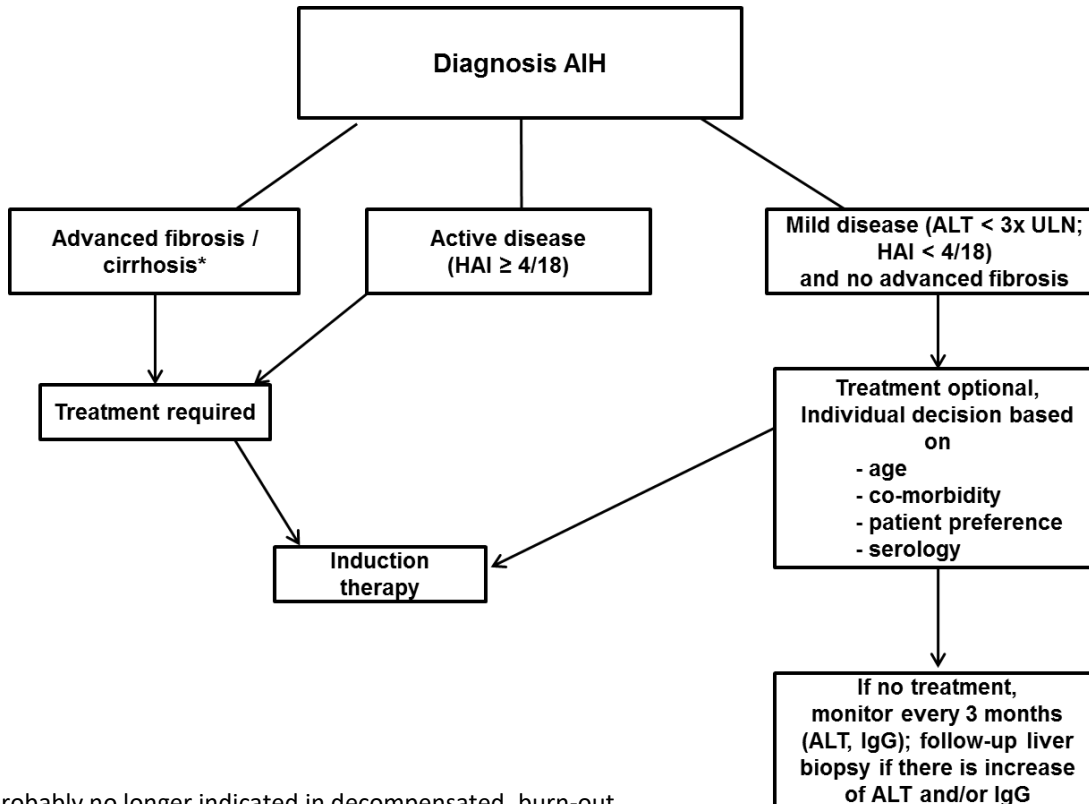 Diagnosis AIH
Advanced fibrosis /
cirrhosis*
Active disease
(HAI ≥ 4/18)
Mild disease (ALT < 3x ULN;
HAI < 4/18)
and no advanced fibrosis
Treatment required
Treatment optional,
Individual decision based
on
- age
- co-morbidity
- patient preference
- serology
Induction
therapy
If no treatment,
monitor every 3 months
(ALT, IgG); follow-up liver
biopsy if there is increase
of ALT and/or IgG
no longer indicated in decompensated, burn-out